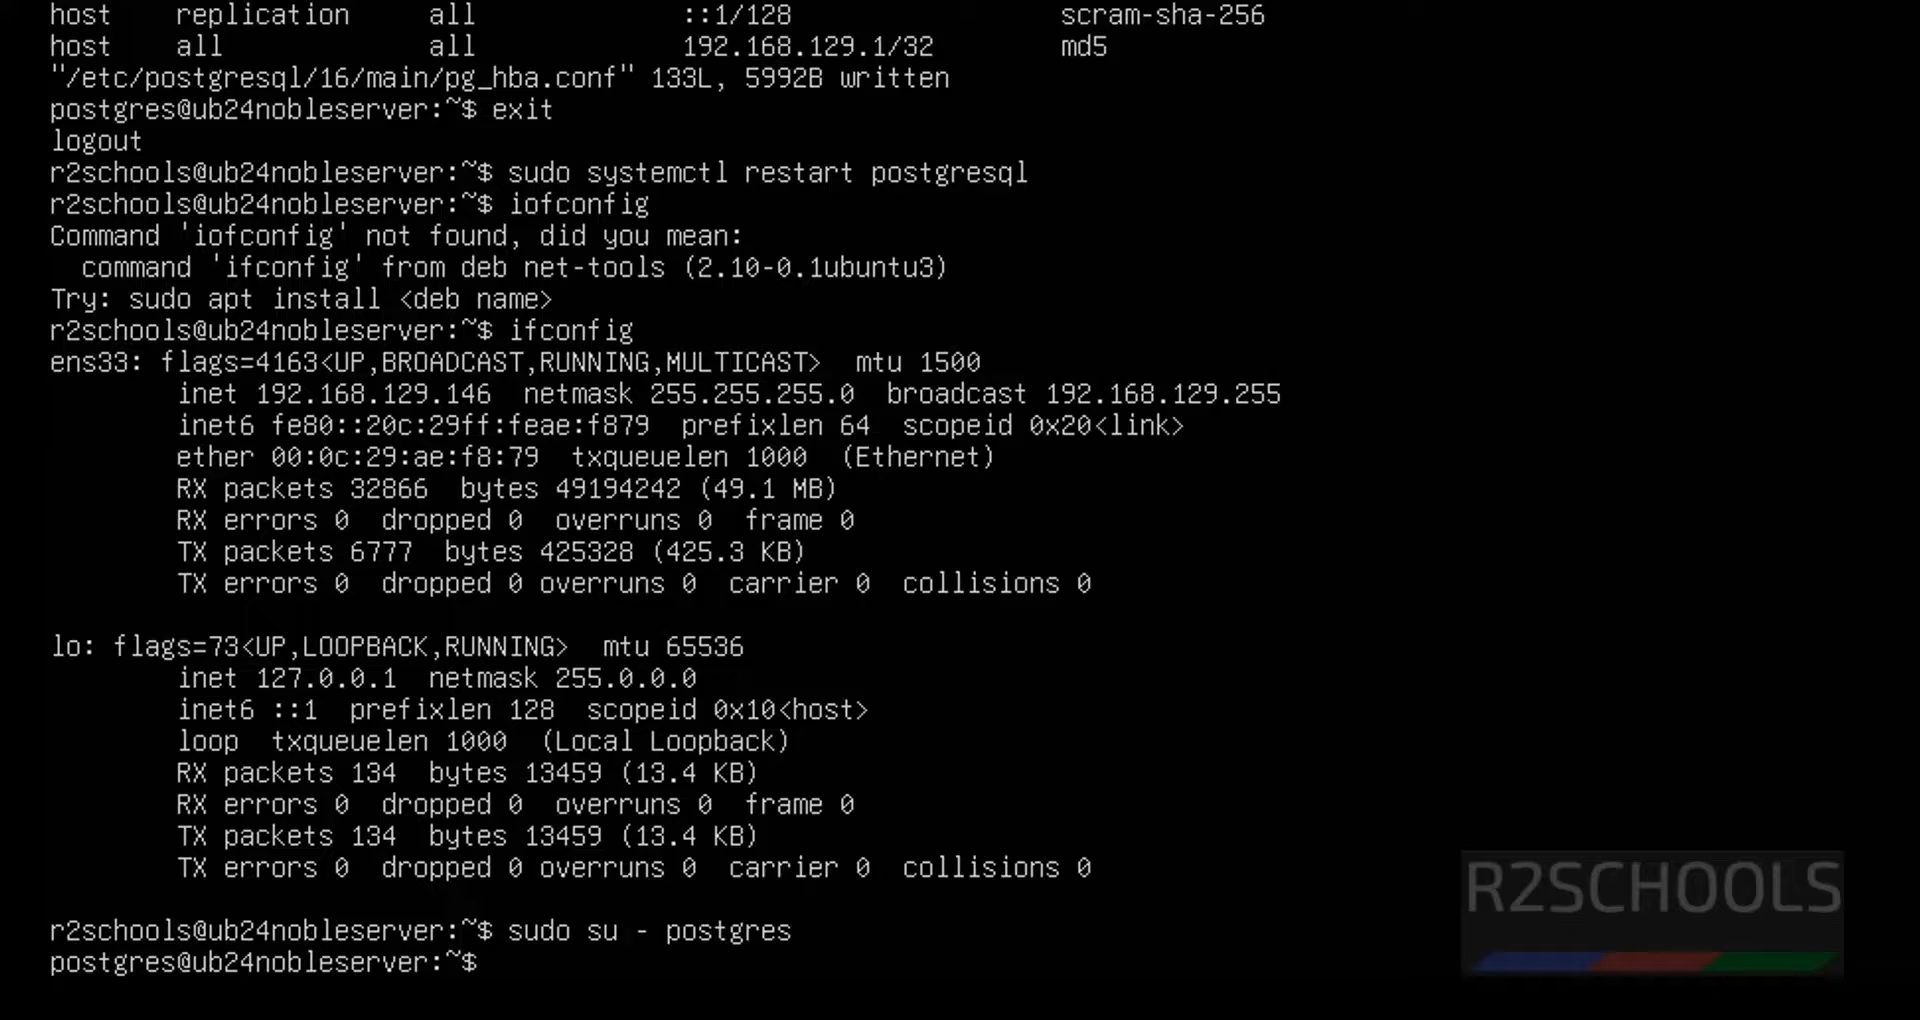 host    replication     all             ::1/128                 scram-sha-256
host    all             all             192.168.129.1/32        md5
"/etc/postgresql/16/main/pg_hba.conf" 133L, 5992B written
postgres@ub24nobleserver:~$ exit
logout
r2schools@ub24nobleserver:~$ sudo systemctl restart postgresql
r2schools@ub24nobleserver:~$ iofconfig
Command 'iofconfig' not found, did you mean:
  command 'ifconfig' from deb net-tools (2.10-0.1ubuntu3)
Try: sudo apt install <deb name>
r2schools@ub24nobleserver:~$ ifconfig
ens33: flags=4163<UP,BROADCAST,RUNNING,MULTICAST>  mtu 1500
        inet 192.168.129.146  netmask 255.255.255.0  broadcast 192.168.129.255
        inet6 fe80::20c:29ff:feae:f879  prefixlen 64  scopeid 0x20<link>
        ether 00:0c:29:ae:f8:79  txqueuelen 1000  (Ethernet)
        RX packets 32866  bytes 49194242 (49.1 MB)
        RX errors 0  dropped 0  overruns 0  frame 0
        TX packets 6777  bytes 425328 (425.3 KB)
        TX errors 0  dropped 0 overruns 0  carrier 0  collisions 0
lo: flags=73<UP,LOOPBACK,RUNNING>  mtu 65536
        inet 127.0.0.1  netmask 255.0.0.0
        inet6 ::1  prefixlen 128  scopeid 0x10<host>
        loop  txqueuelen 1000  (Local Loopback)
        RX packets 134  bytes 13459 (13.4 KB)
        RX errors 0  dropped 0  overruns 0  frame 0
        TX packets 134  bytes 13459 (13.4 KB)
        TX errors 0  dropped 0 overruns 0  carrier 0  collisions 0
r2schools@ub24nobleserver:~$ sudo su - postgres
postgres@ub24nobleserver:~$
R2SCHOOLS